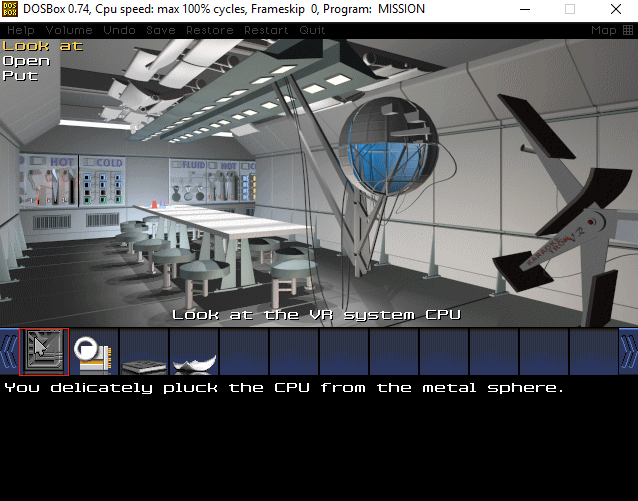 DOSBox 0.74, Cpu speed: max 100% cycles, Frameskip 0, Program: MISSION
Help Volume Undo Save Restore Restart Quit Map
Look at
Open
Put
HOT COLD FLUID HOT
Look at the VR system CPU
You delicately pluck the CPU from the metal sphere.